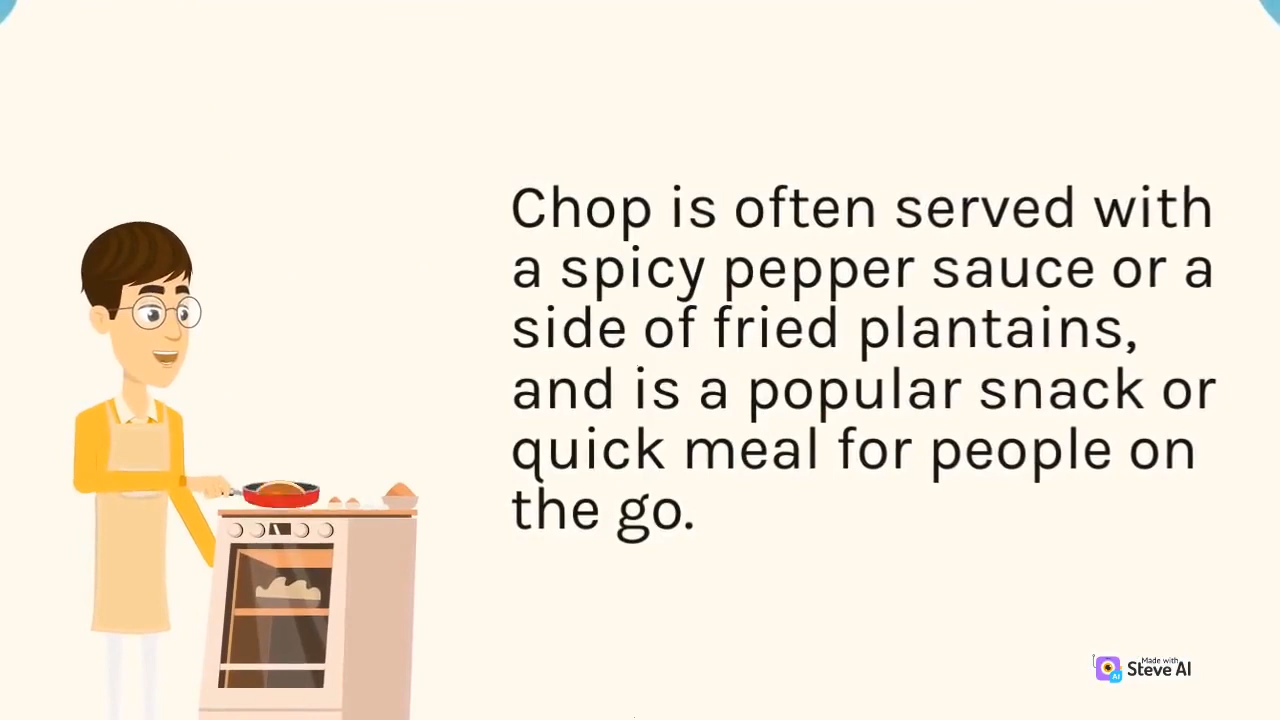 Chop is often served with
a spicy pepper sauce or a
side of fried plantains,
and is a popular snack or
quick meal for people on
the go.
Made with
Steve AI
AI